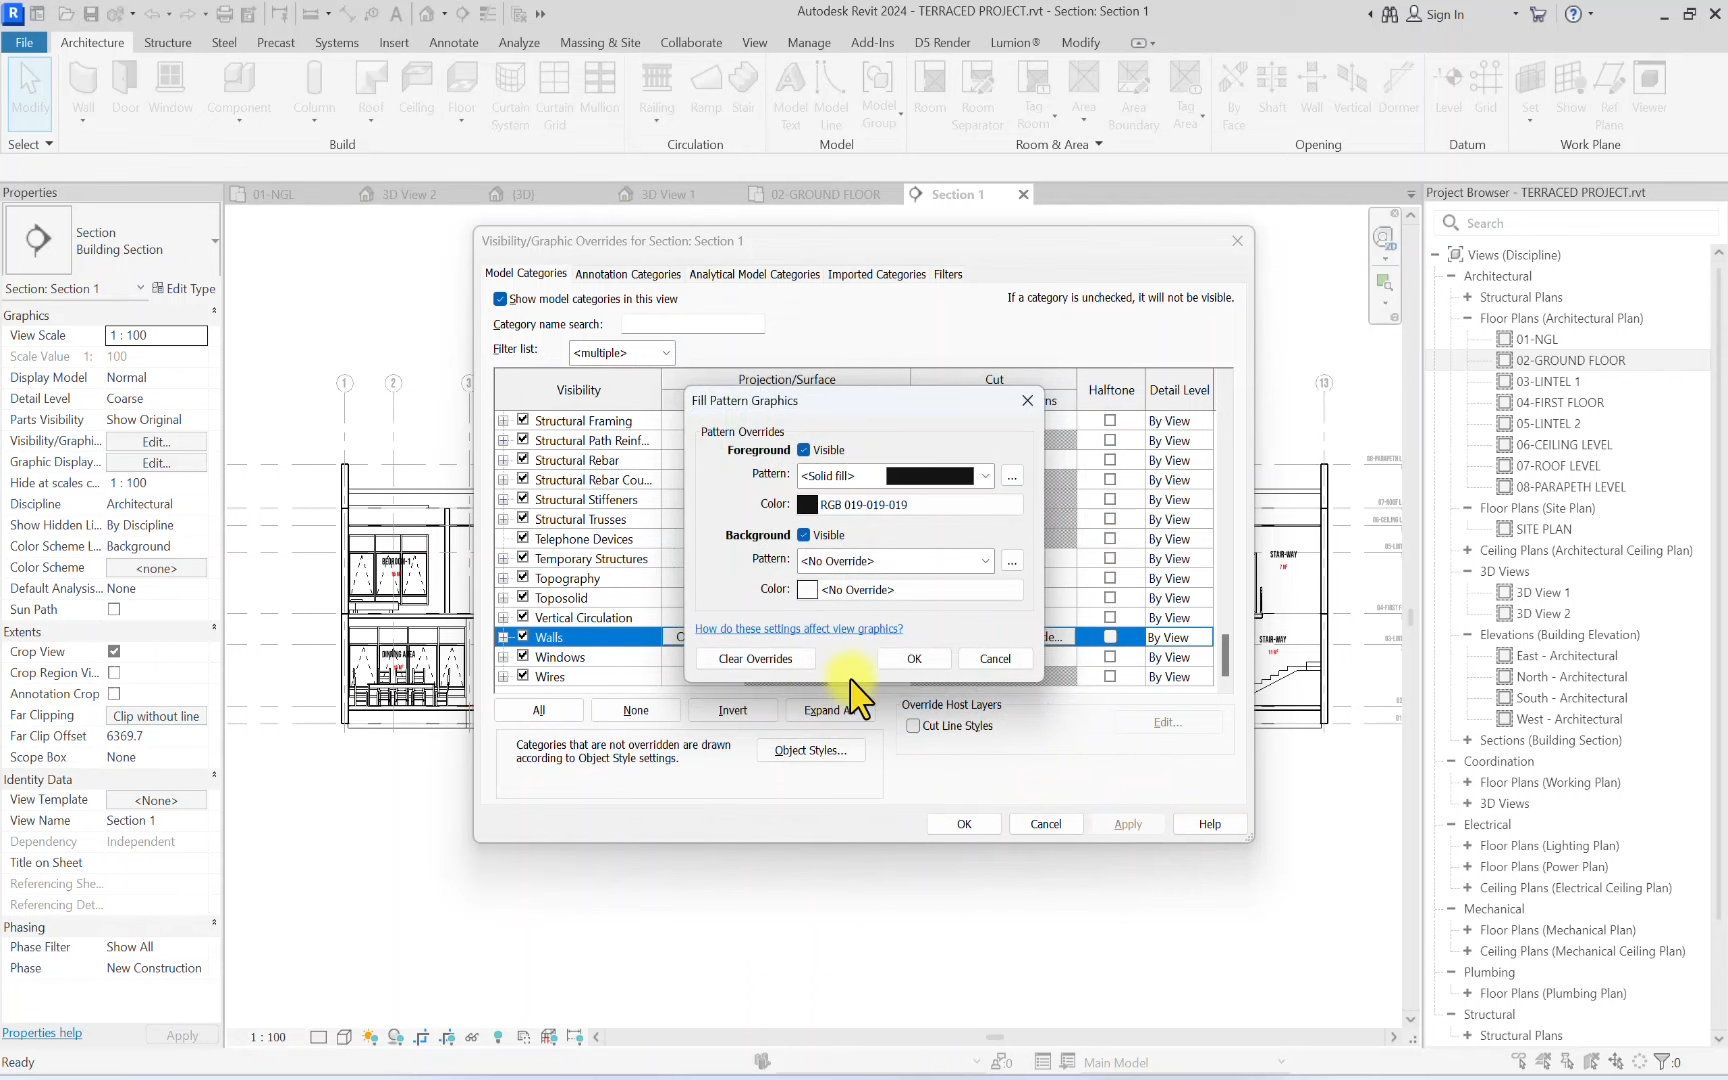 Autodesk Revit 2024 - TERRACED PROJECT.rvt - Section: Section 1
Sign In
File Architecture Structure Steel Precast Systems Insert Annotate Analyze Massing & Site Collaborate View Manage Add-Ins D5 Render Lumion® Modify
Modify Wall Door Window Component Column Roof Ceiling Floor Curtain System Curtain Grid Mullion Railing Ramp Stair Model Text Model Line Model Group Room Room Separator Tag Room Area Area Boundary Tag Area By Face Shaft Wall Vertical Dormer Level Grid Set Show Ref Plane Viewer
Select Build Circulation Model Room & Area Opening Datum Work Plane
Properties
01-NGL 3D View 2 {3D} 3D View 1 02-GROUND FLOOR Section 1
Project Browser - TERRACED PROJECT.rvt
Section
Building Section
Section: Section 1 Edit Type
Graphics
View Scale 1 : 100
Scale Value 1: 100
Display Model Normal
Detail Level Coarse
Parts Visibility Show Original
Visibility/Graphi... Edit...
Graphic Display... Edit...
Hide at scales c... 1 : 100
Discipline Architectural
Show Hidden Li... By Discipline
Color Scheme L... Background
Color Scheme <none>
Default Analysis... None
Sun Path
Extents
Crop View
Crop Region Vi...
Annotation Crop
Far Clipping Clip without line
Far Clip Offset 6369.7
Scope Box None
Identity Data
View Template <None>
View Name Section 1
Dependency Independent
Title on Sheet
Referencing She...
Referencing Det...
Phasing
Phase Filter Show All
Phase New Construction
Properties help Apply
Ready
1 2 3
BEDROOM-1
DINNING AREA
13
STAIR-WAY
STAIR-WAY
Visibility/Graphic Overrides for Section: Section 1
Model Categories Annotation Categories Analytical Model Categories Imported Categories Filters
Show model categories in this view
If a category is unchecked, it will not be visible.
Category name search:
Filter list: <multiple>
Visibility Projection/Surface Cut Halftone Detail Level
ns
Structural Framing By View
Structural Path Reinf... By View
Structural Rebar By View
Structural Rebar Cou... By View
Structural Stiffeners By View
Structural Trusses By View
Telephone Devices By View
Temporary Structures By View
Topography By View
Toposolid By View
Vertical Circulation By View
Walls de... By View
Windows By View
Wires By View
All None Invert Expand A
Override Host Layers
Cut Line Styles Edit...
Categories that are not overridden are drawn
according to Object Style settings.
Object Styles...
OK Cancel Apply Help
Fill Pattern Graphics
Pattern Overrides
Foreground Visible
Pattern: <Solid fill> ...
Color: RGB 019-019-019
Background Visible
Pattern: <No Override> ...
Color: <No Override>
How do these settings affect view graphics?
Clear Overrides OK Cancel
1 : 100
:0 Main Model :0
Search
Views (Discipline)
Architectural
Structural Plans
Floor Plans (Architectural Plan)
01-NGL
02-GROUND FLOOR
03-LINTEL 1
04-FIRST FLOOR
05-LINTEL 2
06-CEILING LEVEL
07-ROOF LEVEL
08-PARAPETH LEVEL
Floor Plans (Site Plan)
SITE PLAN
Ceiling Plans (Architectural Ceiling Plan)
3D Views
3D View 1
3D View 2
Elevations (Building Elevation)
East - Architectural
North - Architectural
South - Architectural
West - Architectural
Sections (Building Section)
Coordination
Floor Plans (Working Plan)
3D Views
Electrical
Floor Plans (Lighting Plan)
Floor Plans (Power Plan)
Ceiling Plans (Electrical Ceiling Plan)
Mechanical
Floor Plans (Mechanical Plan)
Ceiling Plans (Mechanical Ceiling Plan)
Plumbing
Floor Plans (Plumbing Plan)
Structural
Structural Plans